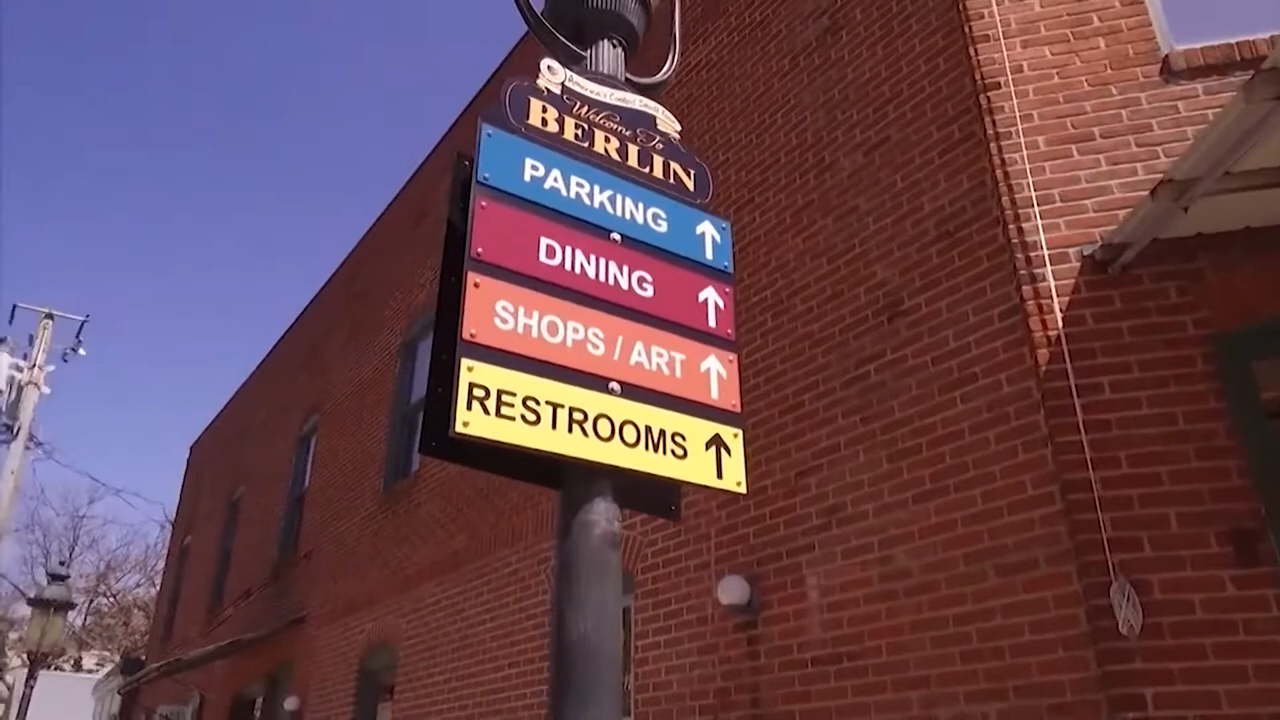 America's Coolest Small Town
Welcome To
BERLIN
PARKING ↑
DINING ↑
SHOPS / ART ↑
RESTROOMS ↑